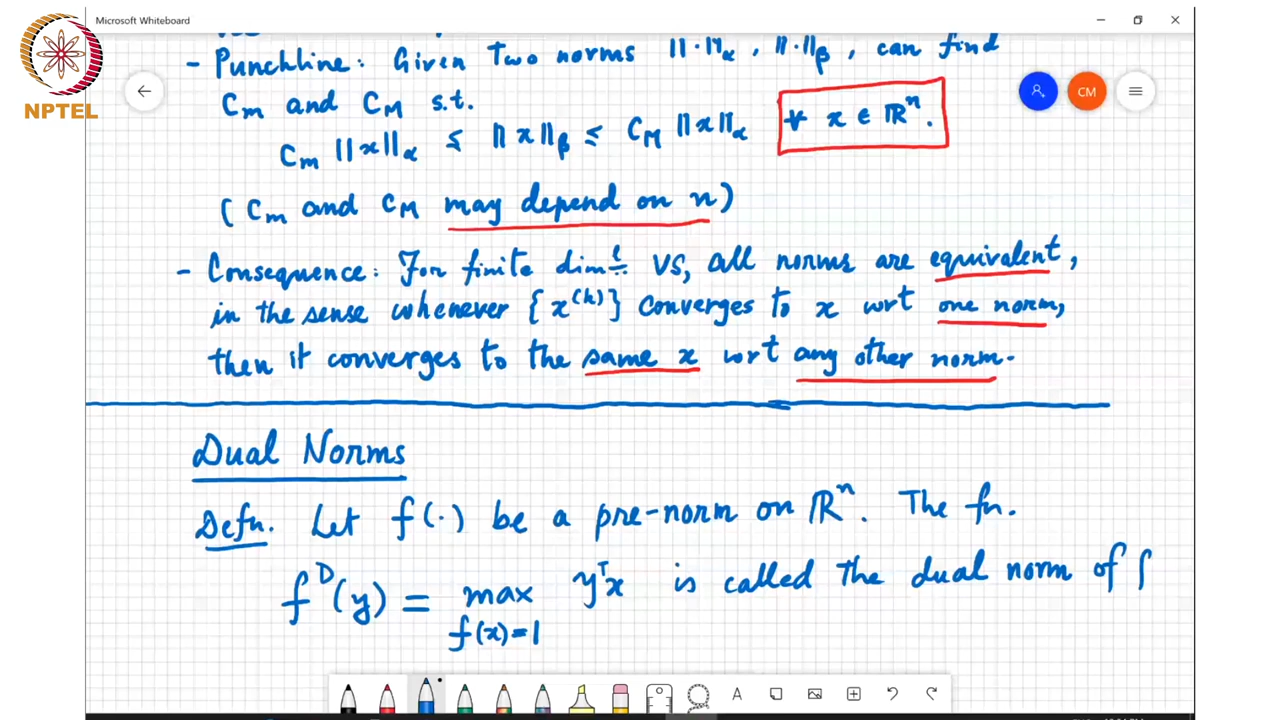 Microsoft Whiteboard
NPTEL
CM
- Punchline: Given two norms ‖·‖α, ‖·‖β, can find
Cm and CM s.t.
Cm ‖x‖α ≤ ‖x‖β ≤ CM ‖x‖α ∀ x ∈ ℝⁿ.
(Cm and CM may depend on n)
- Consequence: For finite diml VS, all norms are equivalent,
in the sense whenever {x^(k)} converges to x wrt one norm,
then it converges to the same x wrt any other norm.
Dual Norms
Defn. Let f(·) be a pre-norm on ℝⁿ. The fn.
f^D(y) = max y^T x is called the dual norm of f
f(x)=1